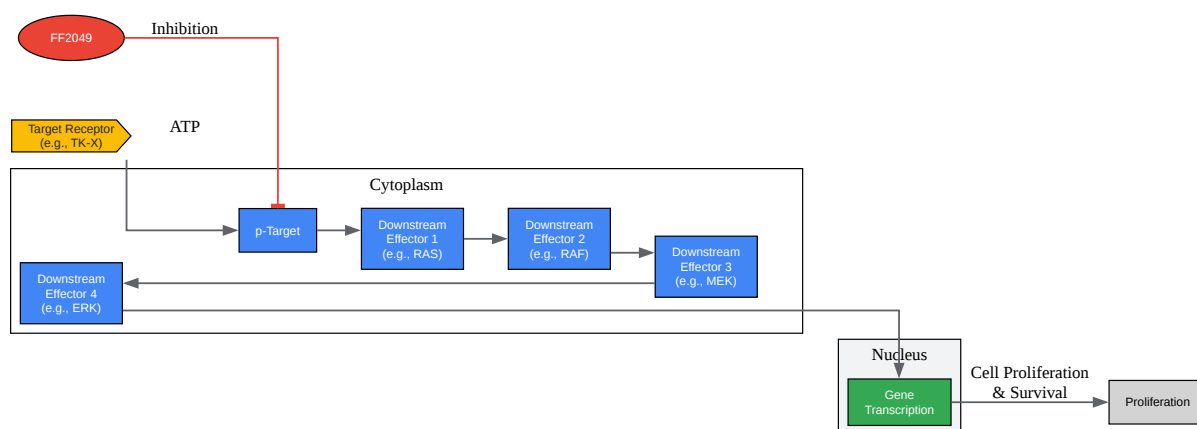 FF2049
Inhibition
Target Receptor
(e.g., TK-X)
ATP
Cytoplasm
p-Target
Downstream
Effector 1
(e.g., RAS)
Downstream
Effector 2
(e.g., RAF)
Downstream
Effector 3
(e.g., MEK)
Downstream
Effector 4
(e.g., ERK)
Nucleus
Gene
Transcription
Cell Proliferation
& Survival
Proliferation